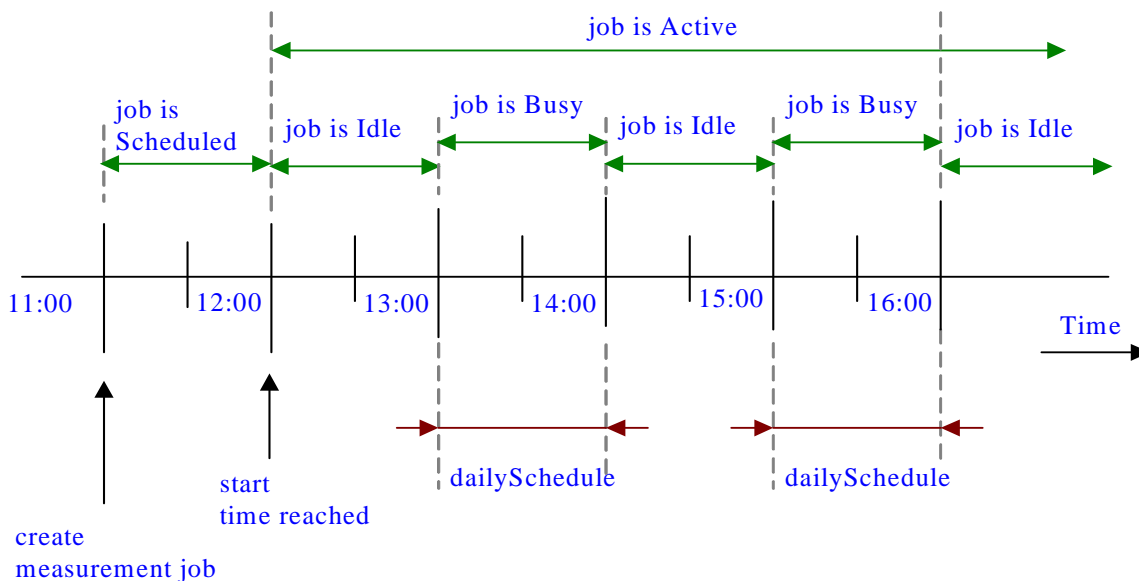 job is Active
job is
Scheduled
job is Idle
job is Busy
job is Idle
job is Busy
job is Idle
11:00
12:00
13:00
14:00
15:00
16:00
Time
dailySchedule
dailySchedule
start
time reached
create
measurement job